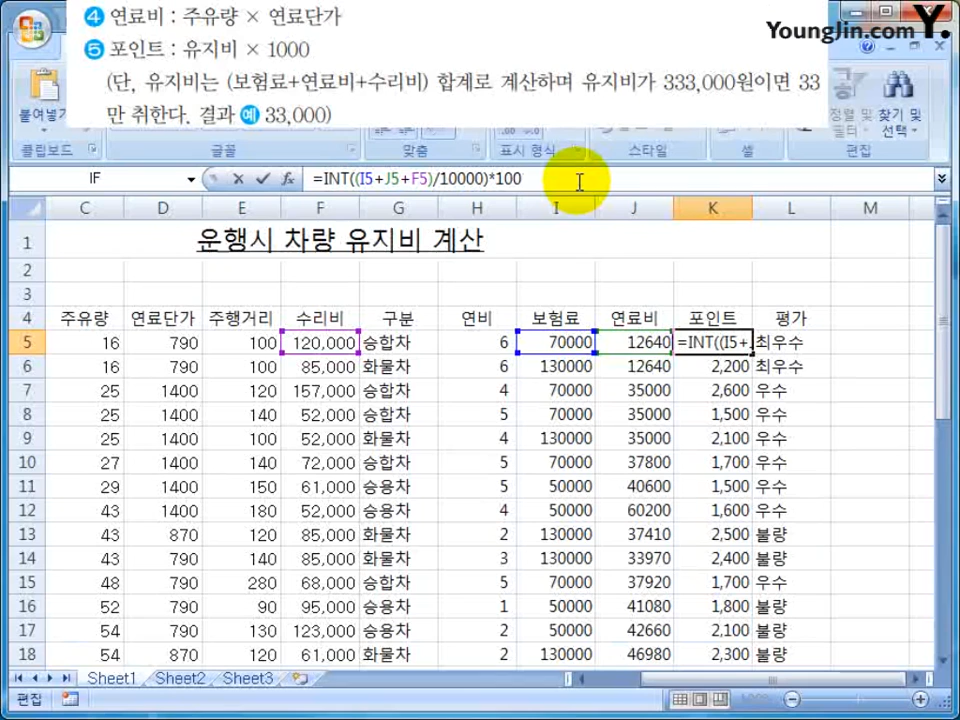 ④ 연료비 : 주유량 × 연료단가
⑤ 포인트 : 유지비 × 1000
(단, 유지비는 (보험료+연료비+수리비) 합계로 계산하며 유지비가 333,000원이면 33
만 취한다. 결과 예 33,000)
YoungJin.com Y.
붙여넣기
정렬 및 필터
찾기 및 선택
클립보드 글꼴 맞춤 표시 형식 스타일 셀 편집
IF =INT((I5+J5+F5)/10000)*100
C D E F G H I J K L M
1 운행시 차량 유지비 계산
2
3
4 주유량 연료단가 주행거리 수리비 구분 연비 보험료 연료비 포인트 평가
5 16 790 100 120,000 승합차 6 70000 12640 =INT((I5+ 최우수
6 16 790 100 85,000 화물차 6 130000 12640 2,200 최우수
7 25 1400 120 157,000 승합차 4 70000 35000 2,600 우수
8 25 1400 140 52,000 승합차 5 70000 35000 1,500 우수
9 25 1400 100 52,000 화물차 4 130000 35000 2,100 우수
10 27 1400 140 72,000 승합차 5 70000 37800 1,700 우수
11 29 1400 150 61,000 승용차 5 50000 40600 1,500 우수
12 43 1400 180 52,000 승용차 4 50000 60200 1,600 우수
13 43 870 120 85,000 화물차 2 130000 37410 2,500 불량
14 43 790 140 85,000 화물차 3 130000 33970 2,400 불량
15 48 790 280 68,000 승합차 5 70000 37920 1,700 우수
16 52 790 90 95,000 승용차 1 50000 41080 1,800 불량
17 54 790 130 123,000 승용차 2 50000 42660 2,100 불량
18 54 870 120 61,000 화물차 2 130000 46980 2,300 불량
Sheet1 Sheet2 Sheet3
편집